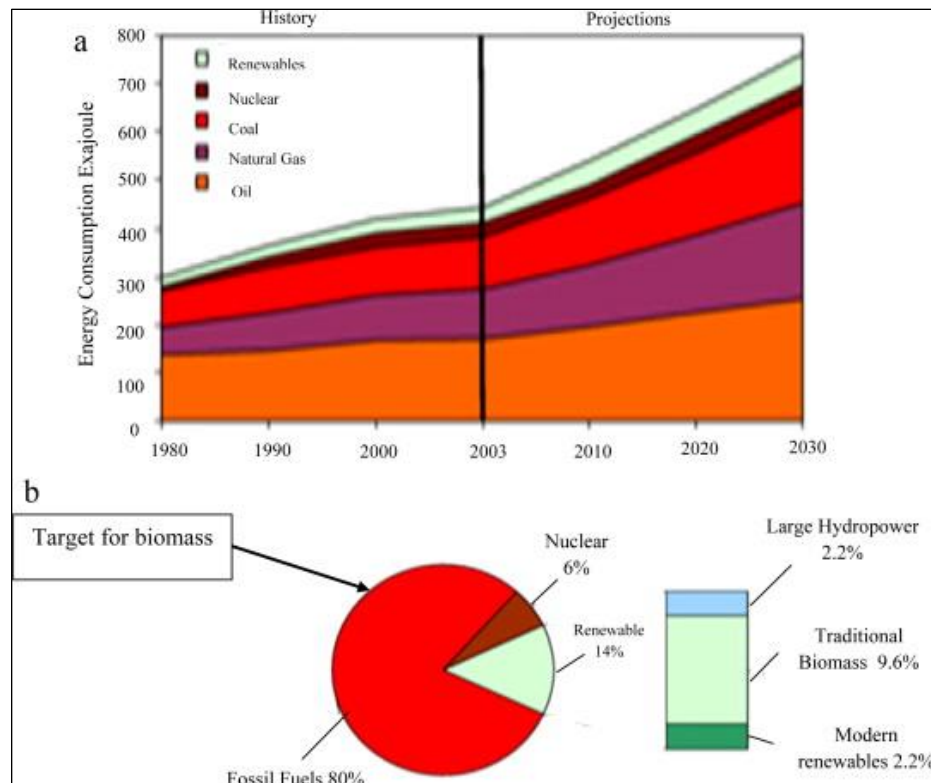 History
Projections
a
800
700
600
500
400
300
200
100
0
Energy Consumption Exajoule
Renewables
Nuclear
Coal
Natural Gas
Oil
1980
1990
2000
2003
2010
2020
2030
b
Target for biomass
Nuclear
6%
Renewable
14%
Fossil Fuels 80%
Large Hydropower
2.2%
Traditional
Biomass 9.6%
Modern
renewables 2.2%